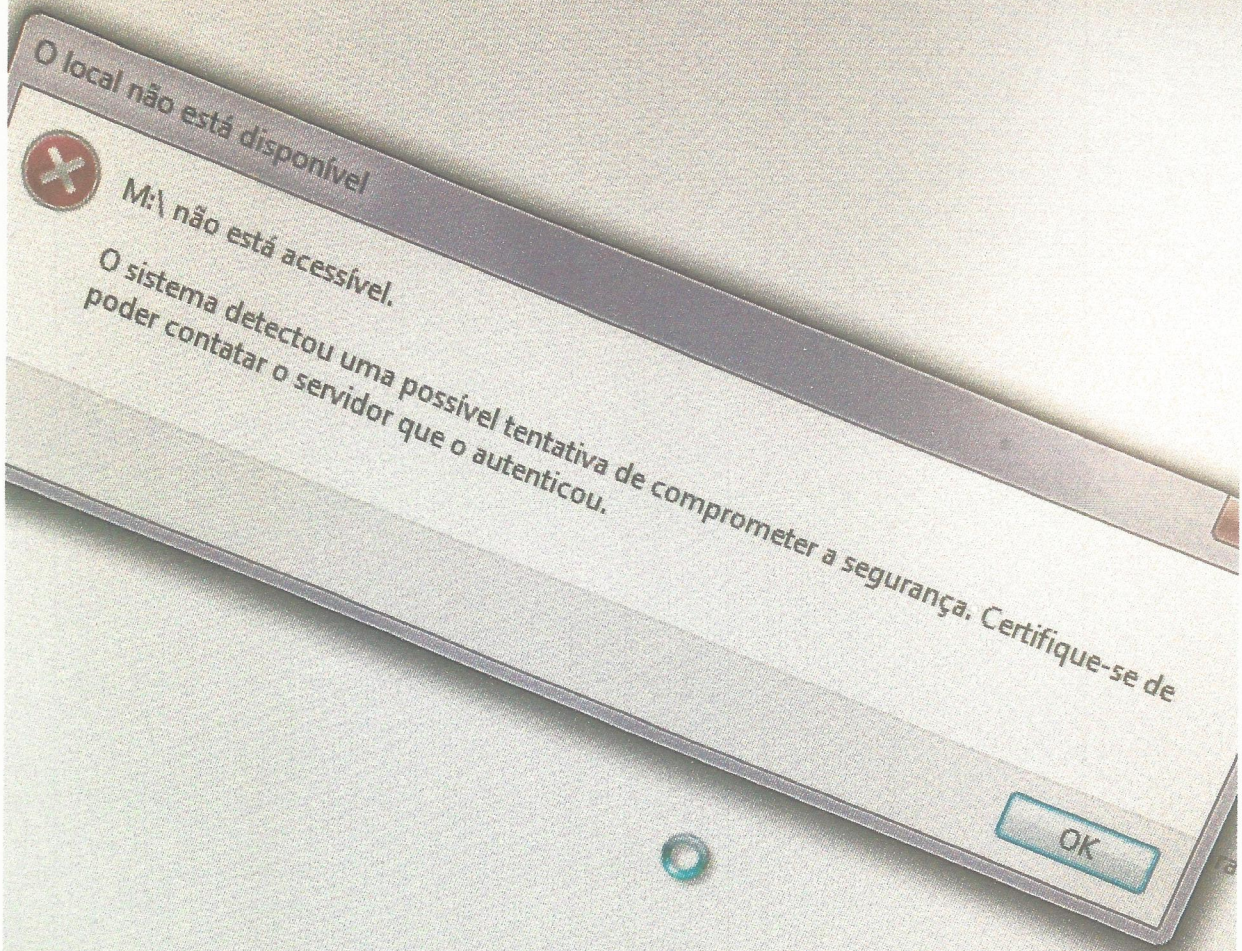 O local não está disponível
M:\ não está acessível.
O sistema detectou uma possível tentativa de comprometer a segurança. Certifique-se de
poder contatar o servidor que o autenticou.
OK